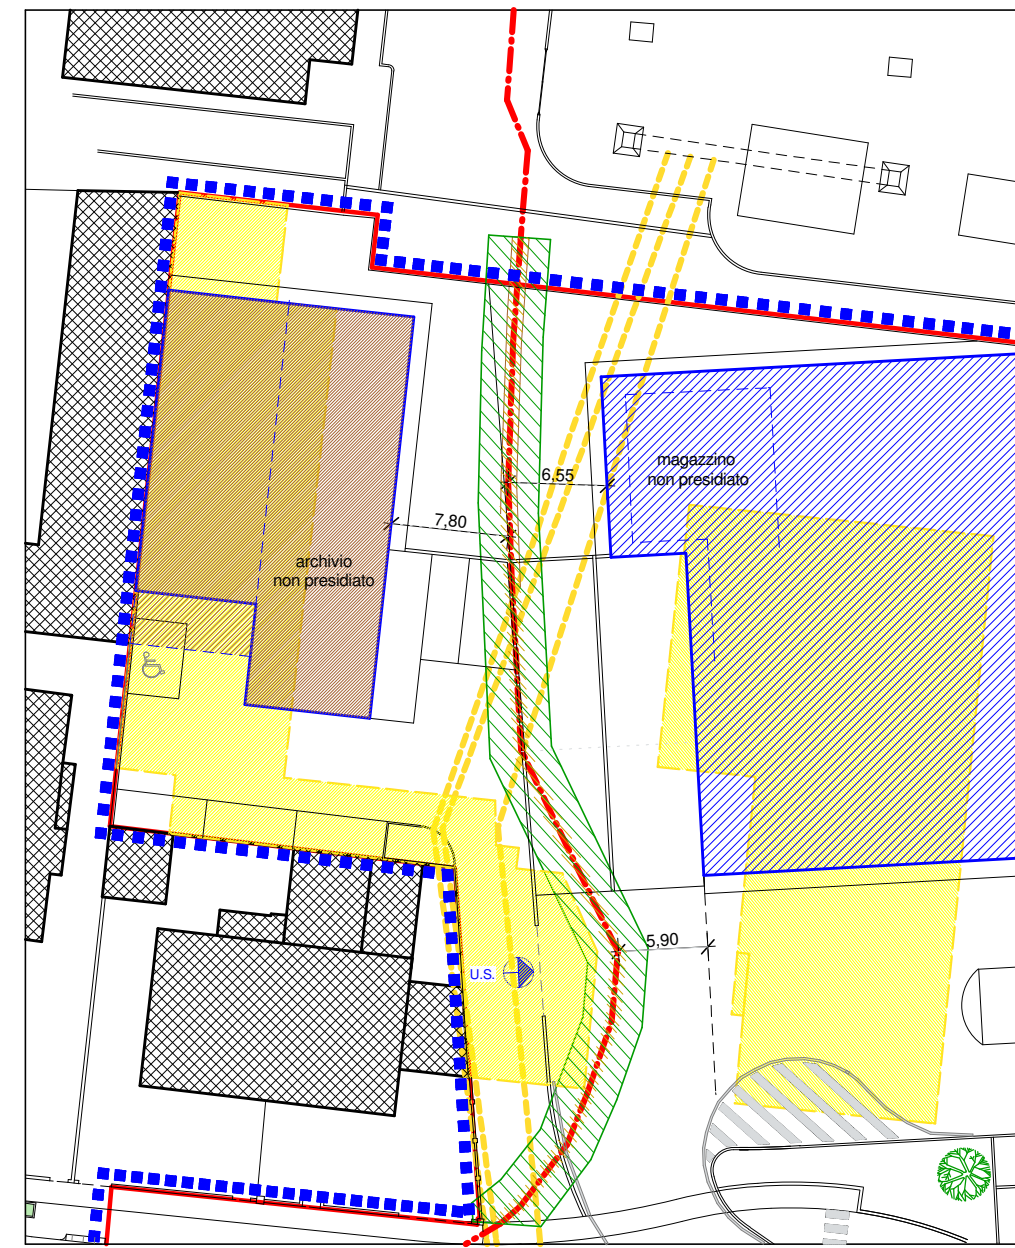 magazzino
non presidiato
6,55
7,80
archivio
non presidiato
5,90
U.S.